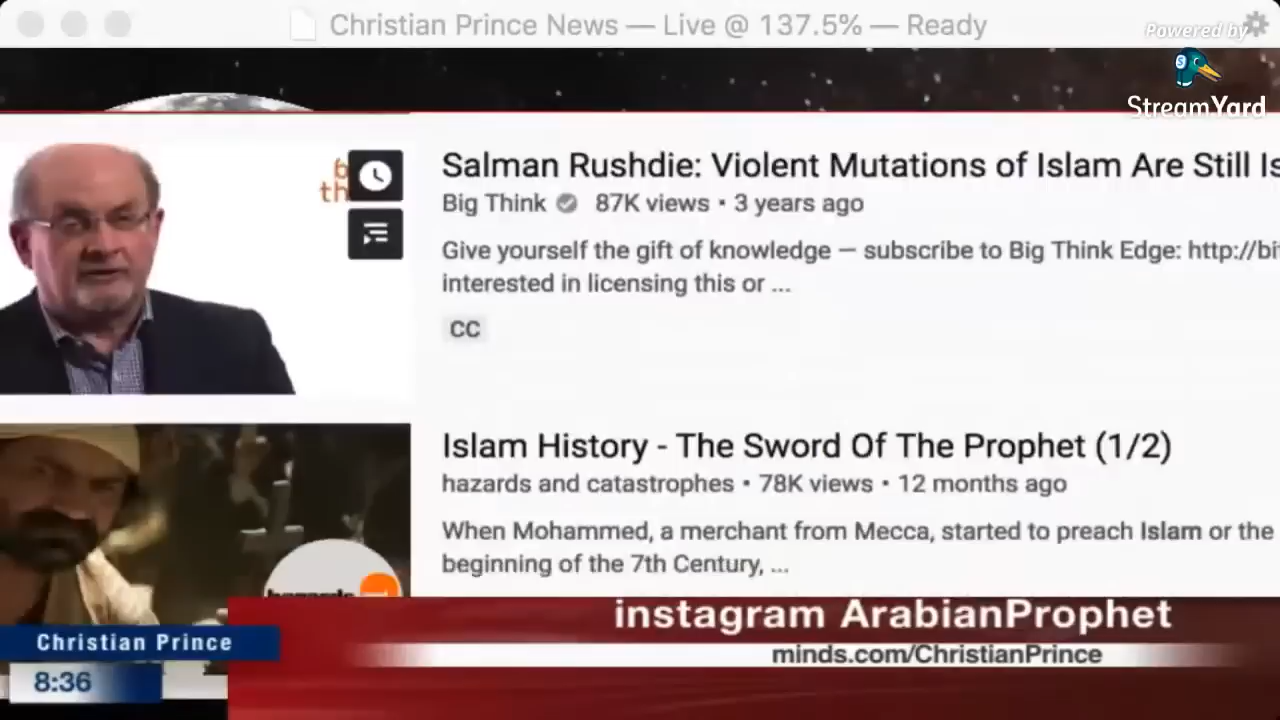 Christian Prince News — Live @ 137.5% — Ready
Powered by
StreamYard
b
th
Salman Rushdie: Violent Mutations of Islam Are Still Is
Big Think 87K views • 3 years ago
Give yourself the gift of knowledge — subscribe to Big Think Edge: http://bi
interested in licensing this or ...
CC
Islam History - The Sword Of The Prophet (1/2)
hazards and catastrophes • 78K views • 12 months ago
When Mohammed, a merchant from Mecca, started to preach Islam or the
beginning of the 7th Century, ...
instagram ArabianProphet
Christian Prince
minds.com/ChristianPrince
8:36